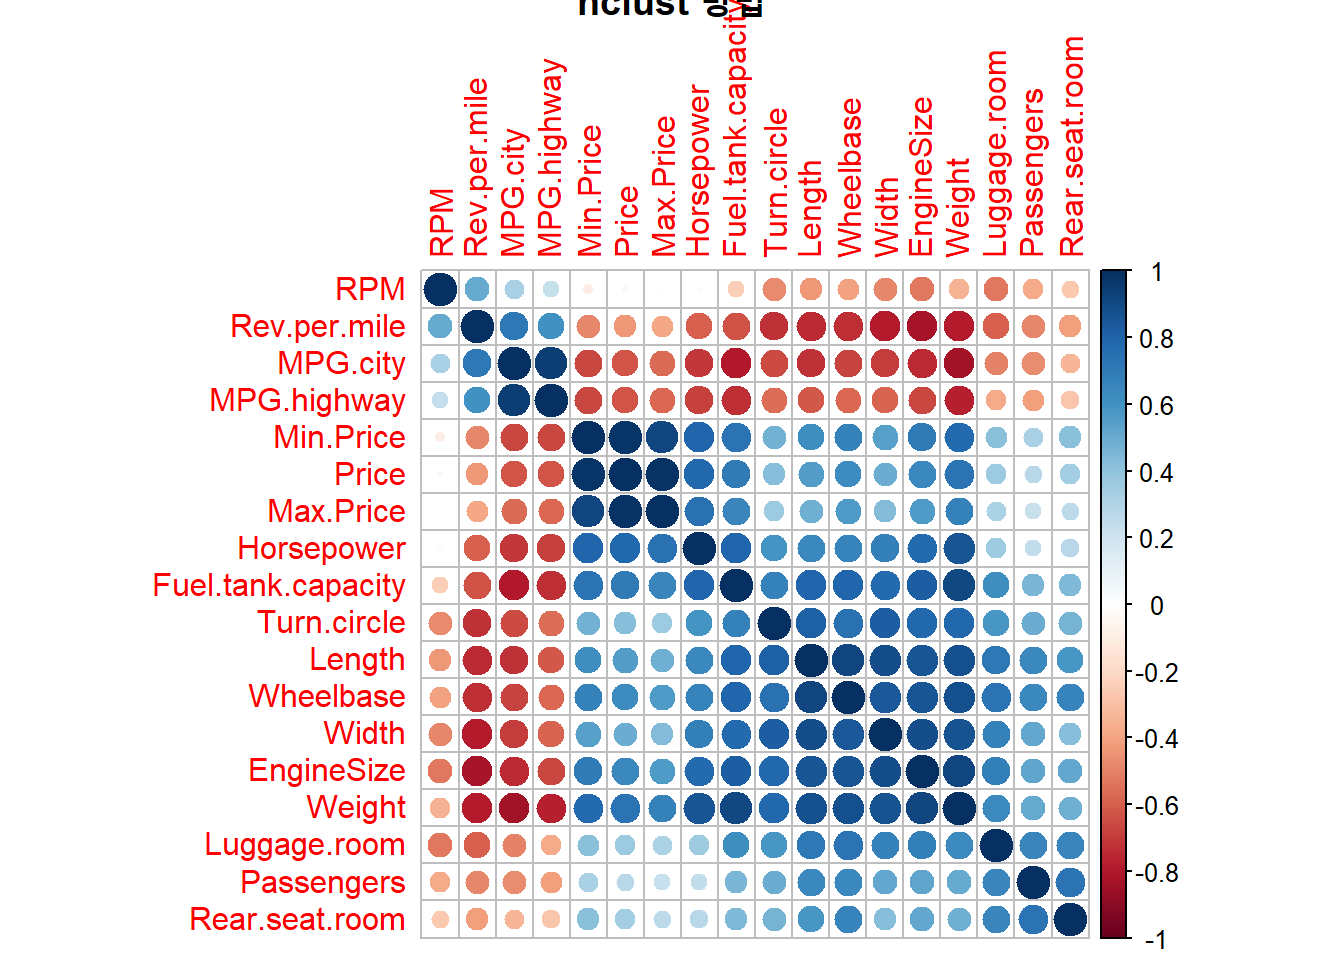 hclust
RPM
Rev.per.mile
MPG.city
MPG.highway
Min.Price
Price
Max.Price
Horsepower
Fuel.tank.capacity
Turn.circle
Length
Wheelbase
Width
EngineSize
Weight
Luggage.room
Passengers
Rear.seat.room
RPM
Rev.per.mile
MPG.city
MPG.highway
Min.Price
Price
Max.Price
Horsepower
Fuel.tank.capacity
Turn.circle
Length
Wheelbase
Width
EngineSize
Weight
Luggage.room
Passengers
Rear.seat.room
1
0.8
0.6
0.4
0.2
0
-0.2
-0.4
-0.6
-0.8
-1